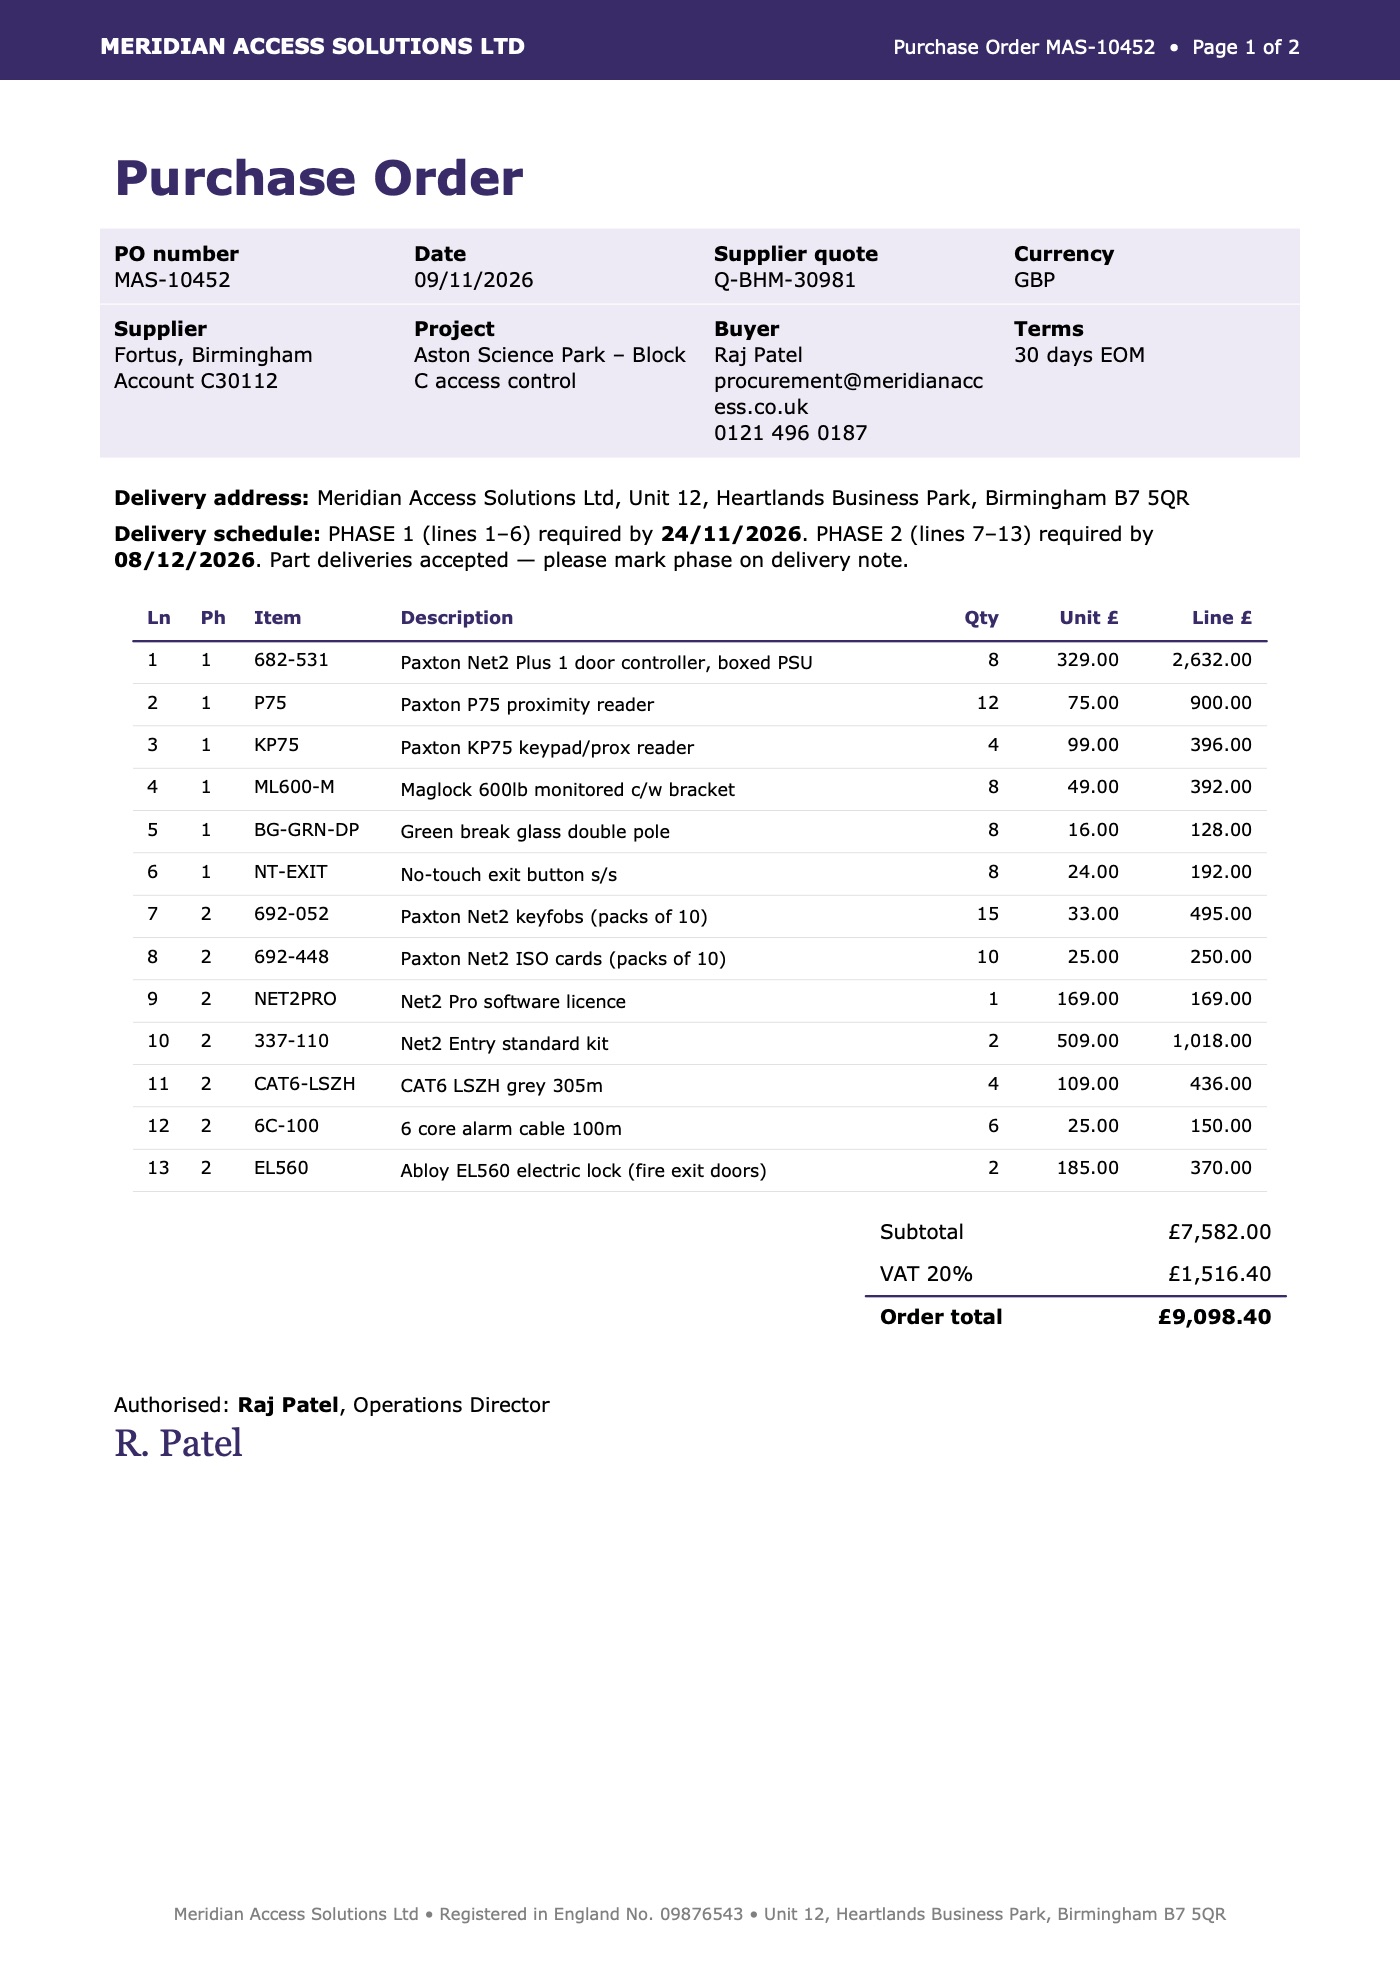 MERIDIAN ACCESS SOLUTIONS LTD
Purchase Order MAS-10452 • Page 1 of 2
Purchase Order
PO number Date Supplier quote Currency
MAS-10452 09/11/2026 Q-BHM-30981 GBP
Supplier Project Buyer Terms
Fortus, Birmingham Aston Science Park – Block Raj Patel 30 days EOM
Account C30112 C access control procurement@meridianacc
ess.co.uk
0121 496 0187
Delivery address: Meridian Access Solutions Ltd, Unit 12, Heartlands Business Park, Birmingham B7 5QR
Delivery schedule: PHASE 1 (lines 1–6) required by 24/11/2026. PHASE 2 (lines 7–13) required by
08/12/2026. Part deliveries accepted — please mark phase on delivery note.
Ln Ph Item Description Qty Unit £ Line £
1 1 682-531 Paxton Net2 Plus 1 door controller, boxed PSU 8 329.00 2,632.00
2 1 P75 Paxton P75 proximity reader 12 75.00 900.00
3 1 KP75 Paxton KP75 keypad/prox reader 4 99.00 396.00
4 1 ML600-M Maglock 600lb monitored c/w bracket 8 49.00 392.00
5 1 BG-GRN-DP Green break glass double pole 8 16.00 128.00
6 1 NT-EXIT No-touch exit button s/s 8 24.00 192.00
7 2 692-052 Paxton Net2 keyfobs (packs of 10) 15 33.00 495.00
8 2 692-448 Paxton Net2 ISO cards (packs of 10) 10 25.00 250.00
9 2 NET2PRO Net2 Pro software licence 1 169.00 169.00
10 2 337-110 Net2 Entry standard kit 2 509.00 1,018.00
11 2 CAT6-LSZH CAT6 LSZH grey 305m 4 109.00 436.00
12 2 6C-100 6 core alarm cable 100m 6 25.00 150.00
13 2 EL560 Abloy EL560 electric lock (fire exit doors) 2 185.00 370.00
Subtotal £7,582.00
VAT 20% £1,516.40
Order total £9,098.40
Authorised: Raj Patel, Operations Director
R. Patel
Meridian Access Solutions Ltd • Registered in England No. 09876543 • Unit 12, Heartlands Business Park, Birmingham B7 5QR